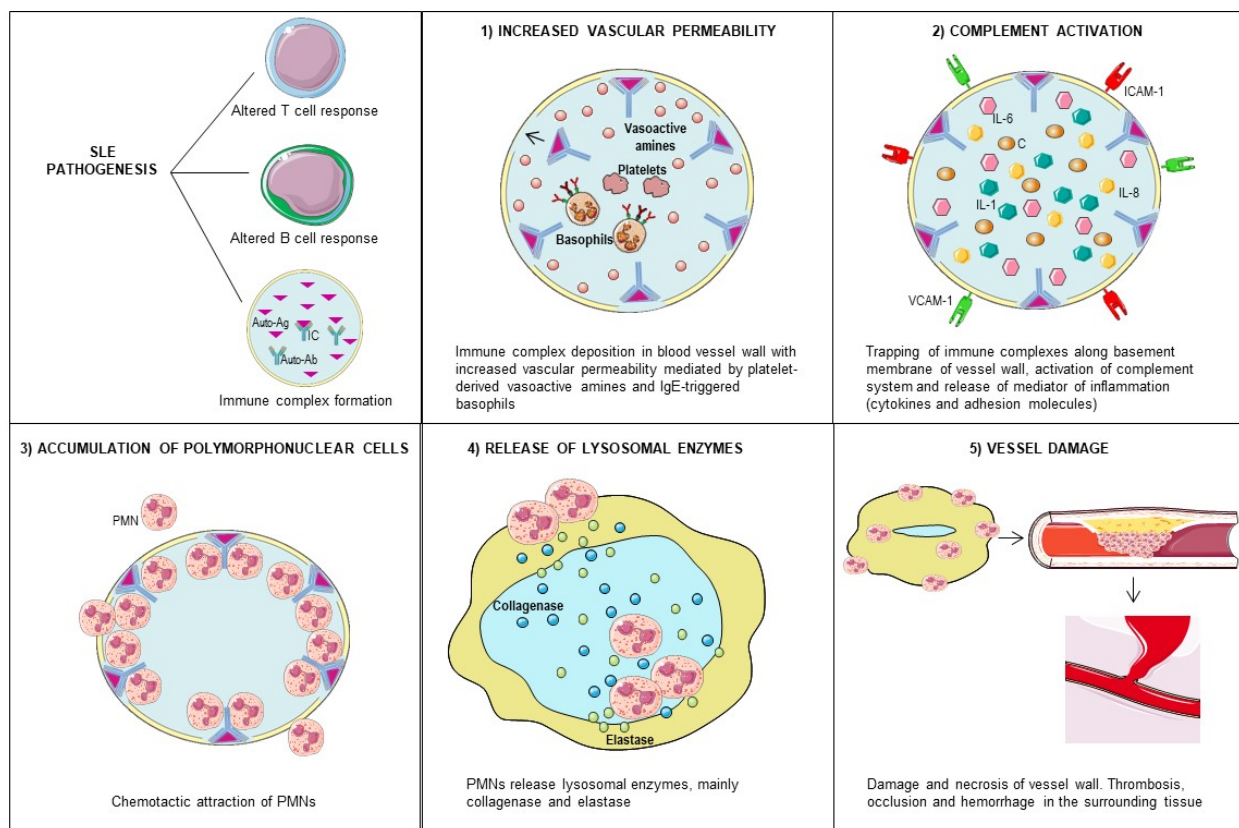 SLE
PATHOGENESIS
Altered T cell response
Altered B cell response
Auto-Ag
IC
Auto-Ab
Immune complex formation
1) INCREASED VASCULAR PERMEABILITY
Vasoactive
amines
Platelets
Basophils
Immune complex deposition in blood vessel wall with
increased vascular permeability mediated by platelet-
derived vasoactive amines and IgE-triggered
basophils
2) COMPLEMENT ACTIVATION
ICAM-1
IL-6
C
IL-8
IL-1
VCAM-1
Trapping of immune complexes along basement
membrane of vessel wall, activation of complement
system and release of mediator of inflammation
(cytokines and adhesion molecules)
3) ACCUMULATION OF POLYMORPHONUCLEAR CELLS
PMN
Chemotactic attraction of PMNs
4) RELEASE OF LYSOSOMAL ENZYMES
Collagenase
Elastase
PMNs release lysosomal enzymes, mainly
collagenase and elastase
5) VESSEL DAMAGE
Damage and necrosis of vessel wall. Thrombosis,
occlusion and hemorrhage in the surrounding tissue